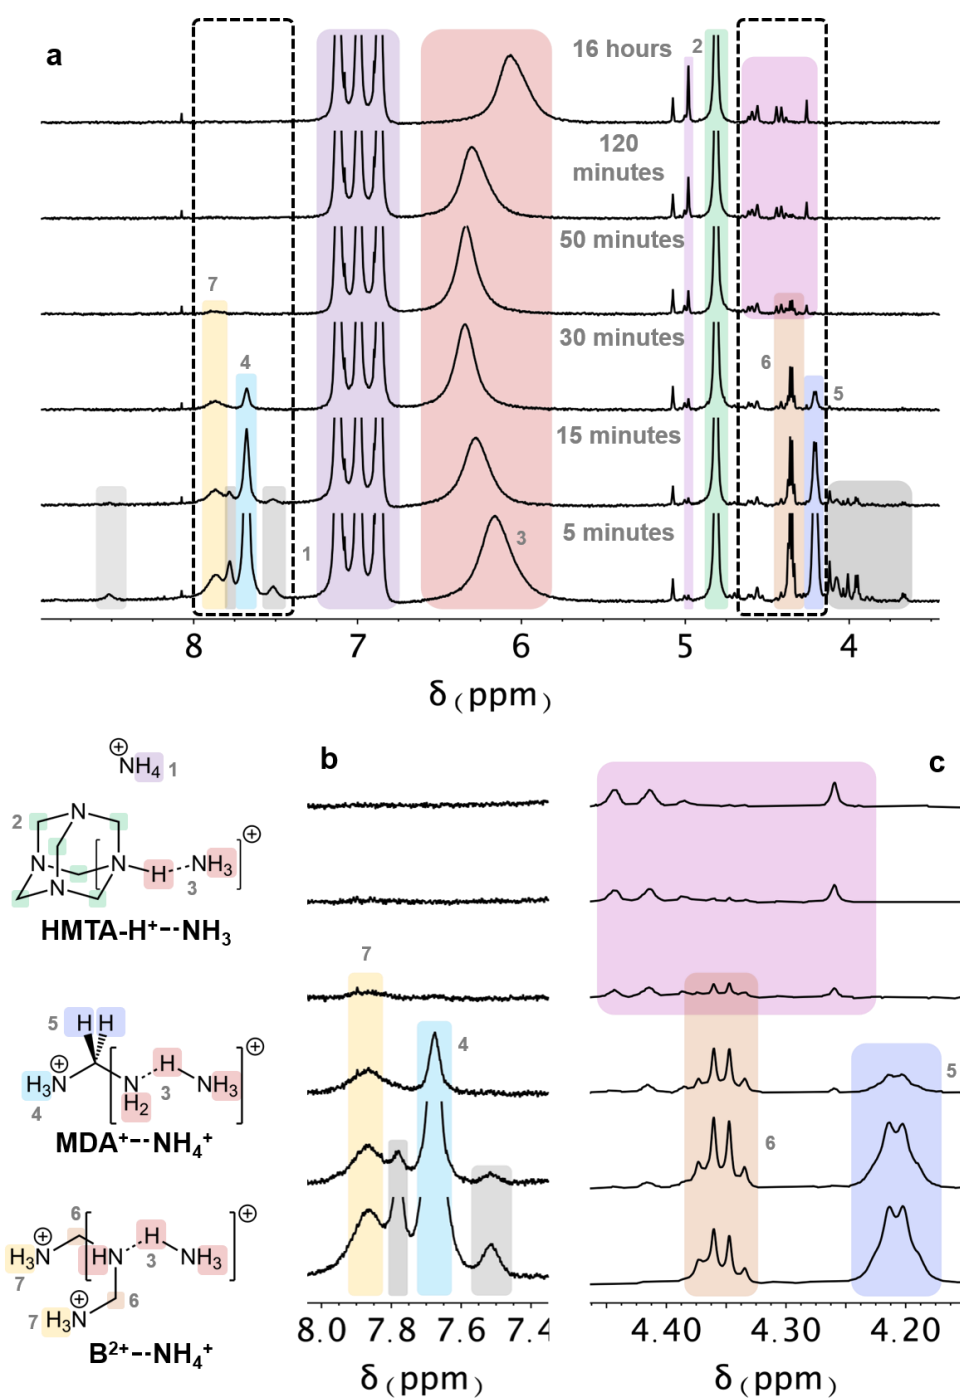 a
16 hours
2
120
minutes
50 minutes
7
30 minutes
4
6
5
15 minutes
5 minutes
3
1
8
7
6
5
4
δ (ppm)
⊕
NH4
1
2
N
N
N
N
H
NH3
⊕
3
HMTA-H+--NH3
5
H H
⊕
H3N
4
N
H2
H
3
NH3
⊕
MDA+--NH4+
6
⊕
H3N
7
HN
H
3
NH3
⊕
6
⊕
7 H3N
B2+--NH4+
b
7
4
8.0 7.8 7.6 7.4
δ (ppm)
c
5
6
4.40 4.30 4.20
δ (ppm)